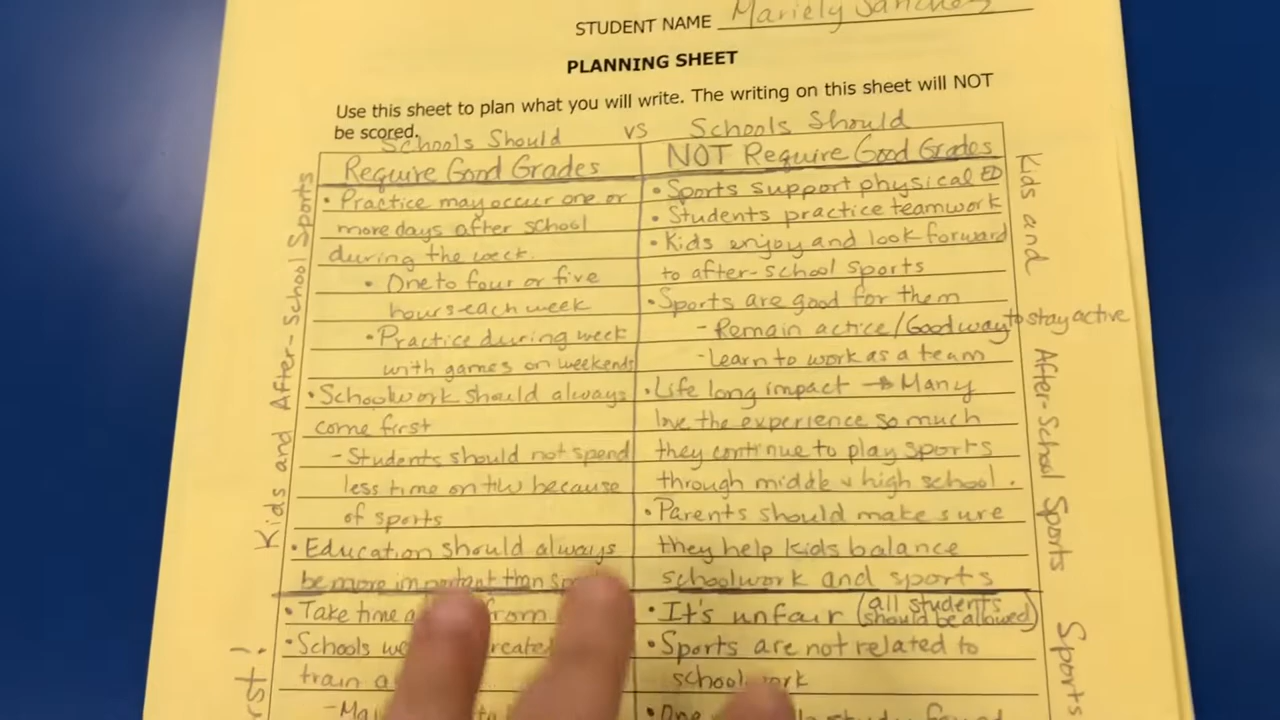 STUDENT NAME Mariely Sanchez
PLANNING SHEET
Use this sheet to plan what you will write. The writing on this sheet will NOT
be scored.
Schools Should vs Schools Should
Require Good Grades
• Practice may occur one or
more days after school
during the week.
• One to four or five
hours each week
• Practice during week
with games on weekends
• Schoolwork should always
come first
- Students should not spend
less time on HW because
of sports
• Education should always
be more important than
• Take time from
• Schools
train
NOT Require Good Grades
• Sports support physical ED
• Students practice teamwork
• Kids enjoy and look forward
to after-school sports
• Sports are good for them
- Remain actice/Good way to stay active
- Learn to work as a team
• Life long impact → Many
love the experience so much
they continue to play sports
through middle & high school.
• Parents should make sure
they help kids balance
schoolwork and sports
• It's unfair (all students
should be allowed)
• Sports are not related to
schoolwork
• One study found
Kids and After-School Sports
Kids and After-School Sports Sports